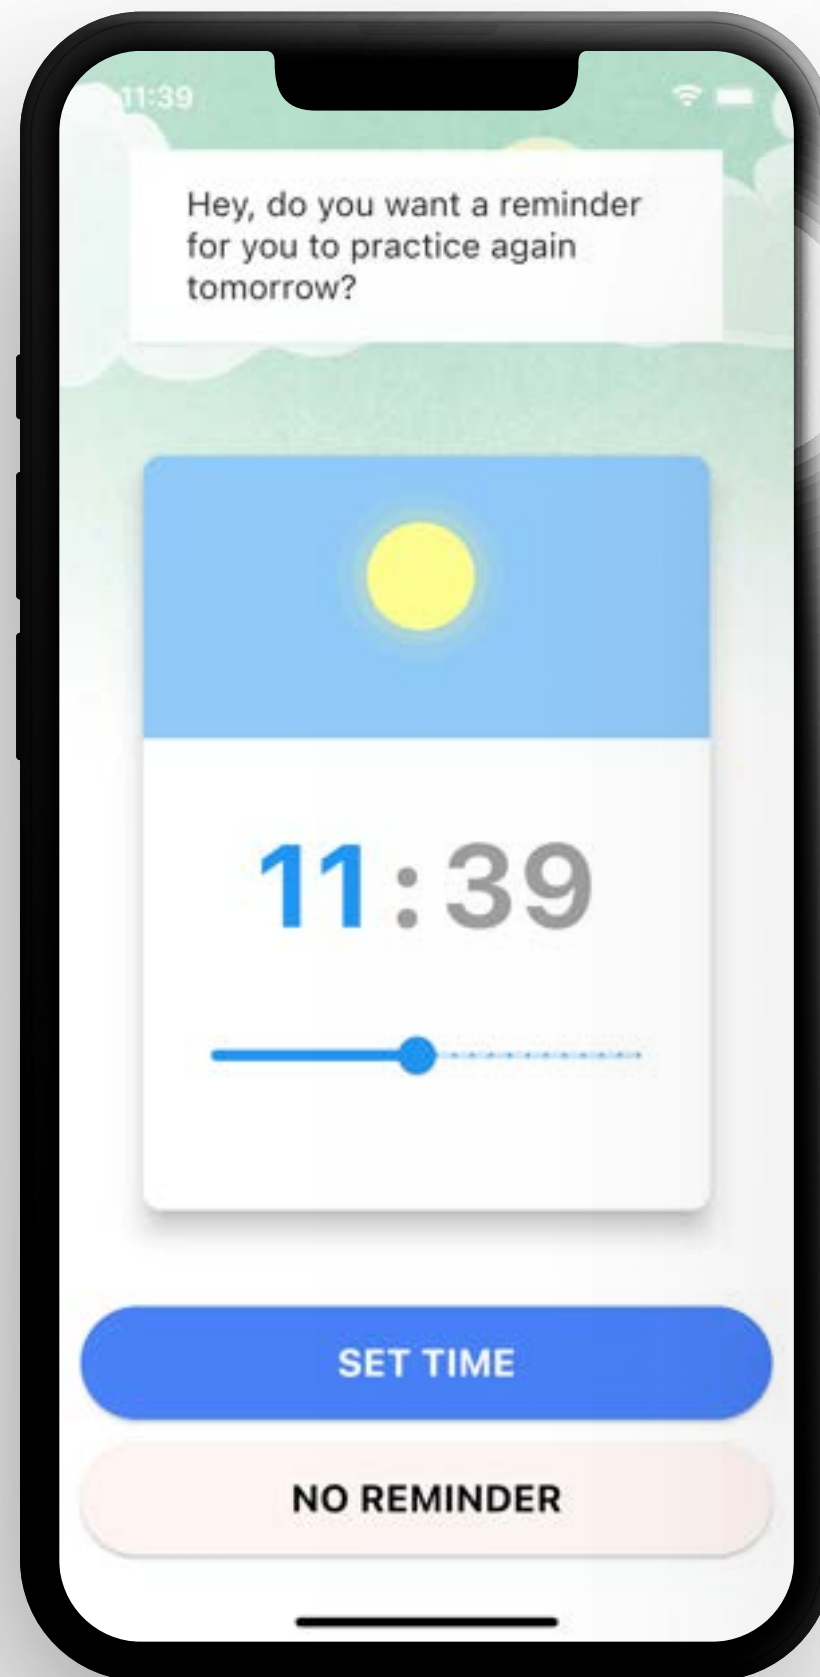 11:39
Hey, do you want a reminder
for you to practice again
tomorrow?
11:39
SET TIME
NO REMINDER